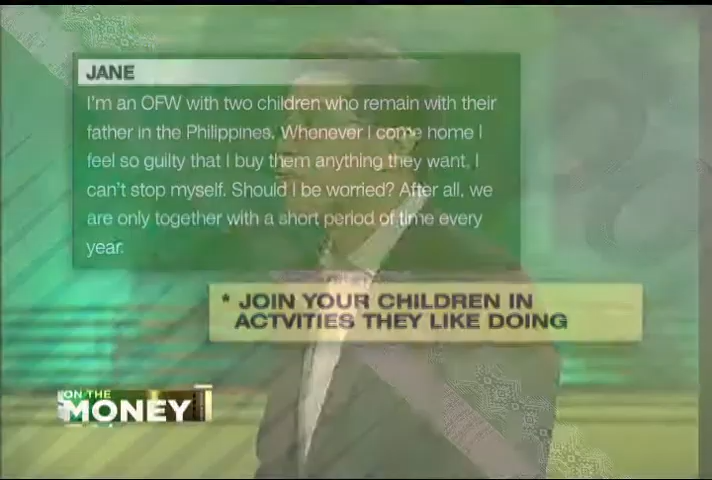 JANE
I'm an OFW with two children who remain with their
father in the Philippines. Whenever I come home I
feel so guilty that I buy them anything they want, I
can't stop myself. Should I be worried? After all, we
are only together with a short period of time every
year.
* JOIN YOUR CHILDREN IN
ACTVITIES THEY LIKE DOING
ON THE
MONEY